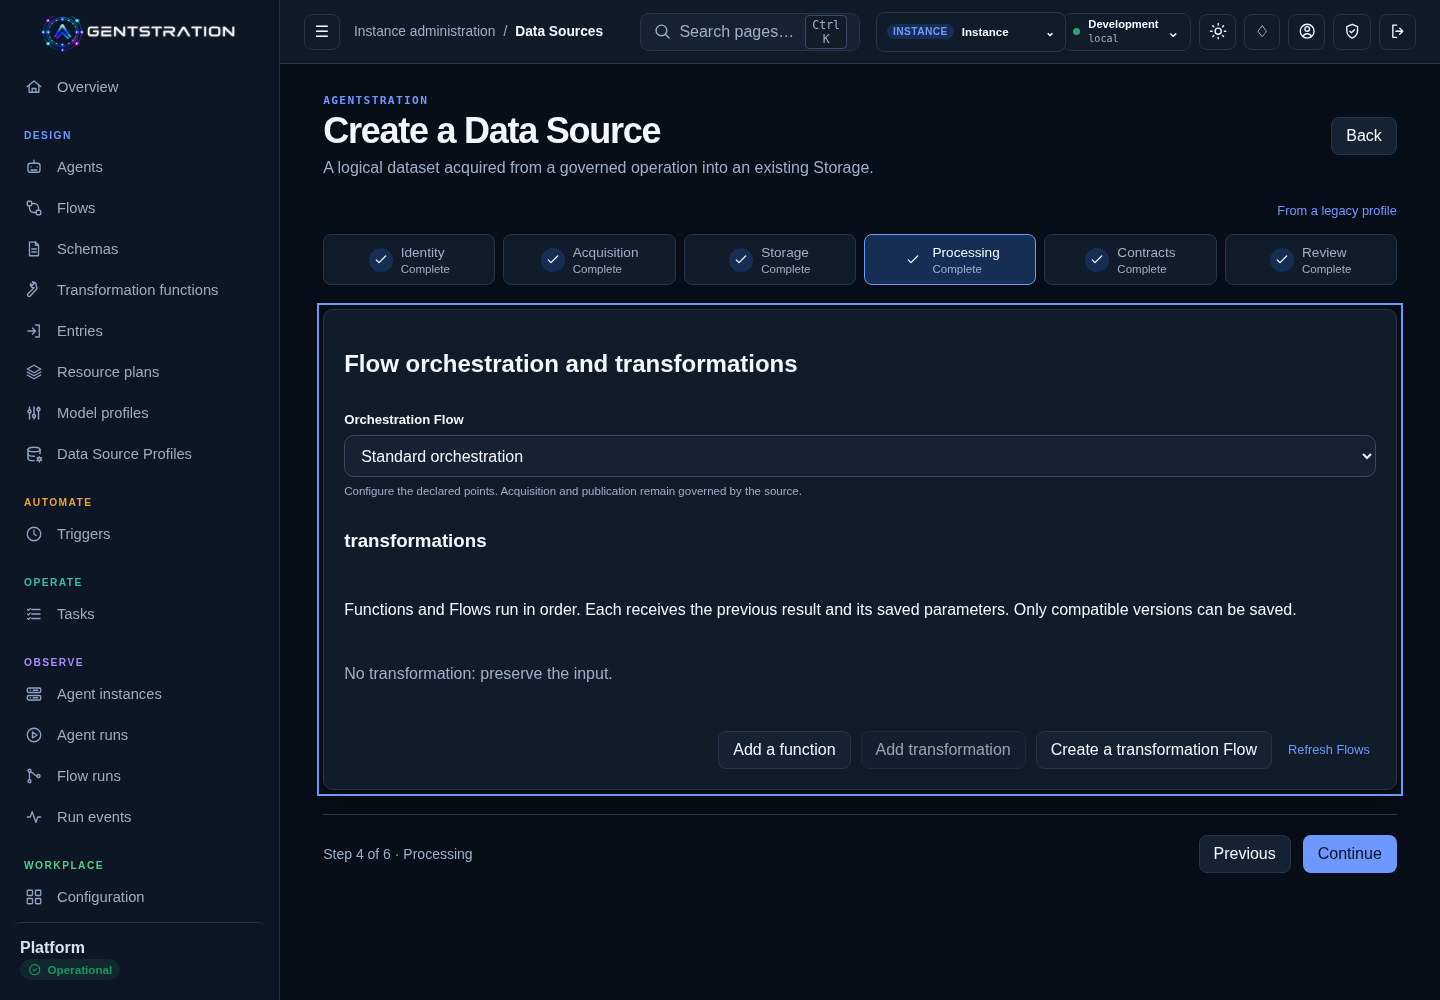 GENTSTRATION
Overview
DESIGN
Agents
Flows
Schemas
Transformation functions
Entries
Resource plans
Model profiles
Data Source Profiles
AUTOMATE
Triggers
OPERATE
Tasks
OBSERVE
Agent instances
Agent runs
Flow runs
Run events
WORKPLACE
Configuration
Platform
Operational
Instance administration / Data Sources
Search pages…
Ctrl
K
INSTANCE Instance
Development
local
AGENTSTRATION
Create a Data Source
A logical dataset acquired from a governed operation into an existing Storage.
Back
From a legacy profile
Identity
Complete
Acquisition
Complete
Storage
Complete
Processing
Complete
Contracts
Complete
Review
Complete
Flow orchestration and transformations
Orchestration Flow
Standard orchestration
Configure the declared points. Acquisition and publication remain governed by the source.
transformations
Functions and Flows run in order. Each receives the previous result and its saved parameters. Only compatible versions can be saved.
No transformation: preserve the input.
Add a function
Add transformation
Create a transformation Flow
Refresh Flows
Step 4 of 6 · Processing
Previous
Continue